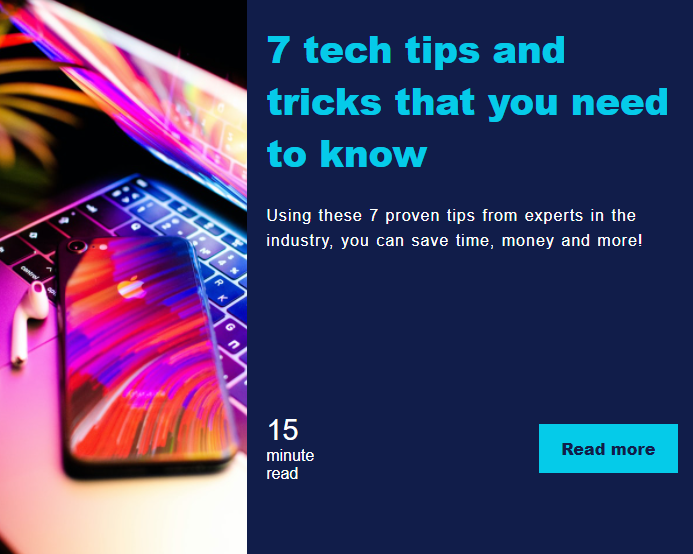 7 tech tips and
tricks that you need
to know
Using these 7 proven tips from experts in the
industry, you can save time, money and more!
15
minute
read
Read more
control